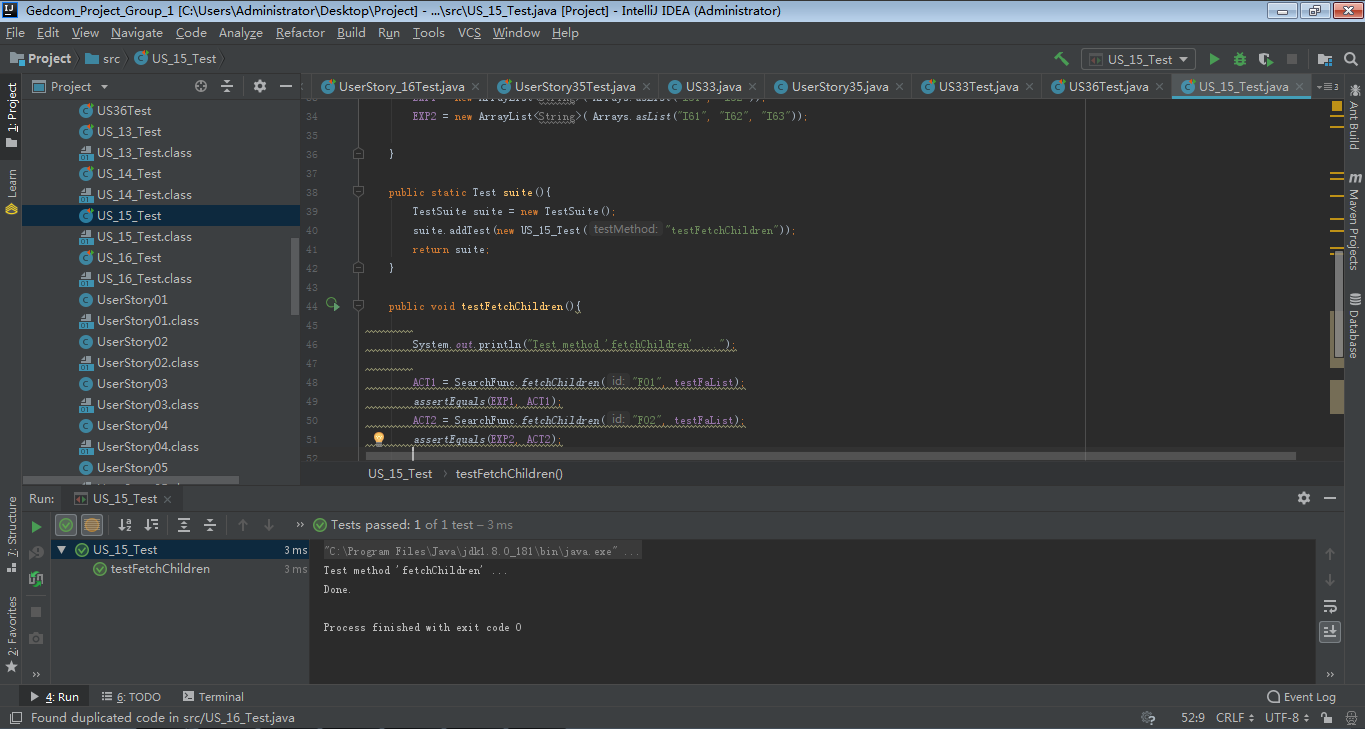 Gedcom_Project_Group_1 [C:\Users\Administrator\Desktop\Project] - ...\src\US_15_Test.java [Project] - IntelliJ IDEA (Administrator)
File Edit View Navigate Code Analyze Refactor Build Run Tools VCS Window Help
Project src US_15_Test US_15_Test
Project
UserStory_16Test.java UserStory35Test.java US33.java UserStory35.java US33Test.java US36Test.java US_15_Test.java
US36Test
US_13_Test
US_13_Test.class
US_14_Test
US_14_Test.class
US_15_Test
US_15_Test.class
US_16_Test
US_16_Test.class
UserStory01
UserStory01.class
UserStory02
UserStory02.class
UserStory03
UserStory03.class
UserStory04
UserStory04.class
UserStory05
34 EXP2 = new ArrayList<String>( Arrays.asList("I61", "I62", "I63"));
35
36 }
37
38 public static Test suite(){
39 TestSuite suite = new TestSuite();
40 suite.addTest(new US_15_Test( testMethod: "testFetchChildren"));
41 return suite;
42 }
43
44 public void testFetchChildren(){
45
46 System.out.println("Test method 'fetchChildren' ...");
47
48 ACT1 = SearchFunc.fetchChildren( id: "F01", testFaList);
49 assertEquals(EXP1, ACT1);
50 ACT2 = SearchFunc.fetchChildren( id: "F02", testFaList);
51 assertEquals(EXP2, ACT2);
52
US_15_Test testFetchChildren()
1: Project
Learn
7: Structure
2: Favorites
Ant Build
Maven Projects
Database
Run: US_15_Test
Tests passed: 1 of 1 test – 3 ms
US_15_Test 3 ms
testFetchChildren 3 ms
"C:\Program Files\Java\jdk1.8.0_181\bin\java.exe" ...
Test method 'fetchChildren' ...
Done.
Process finished with exit code 0
4: Run 6: TODO Terminal Event Log
Found duplicated code in src/US_16_Test.java 52:9 CRLF UTF-8